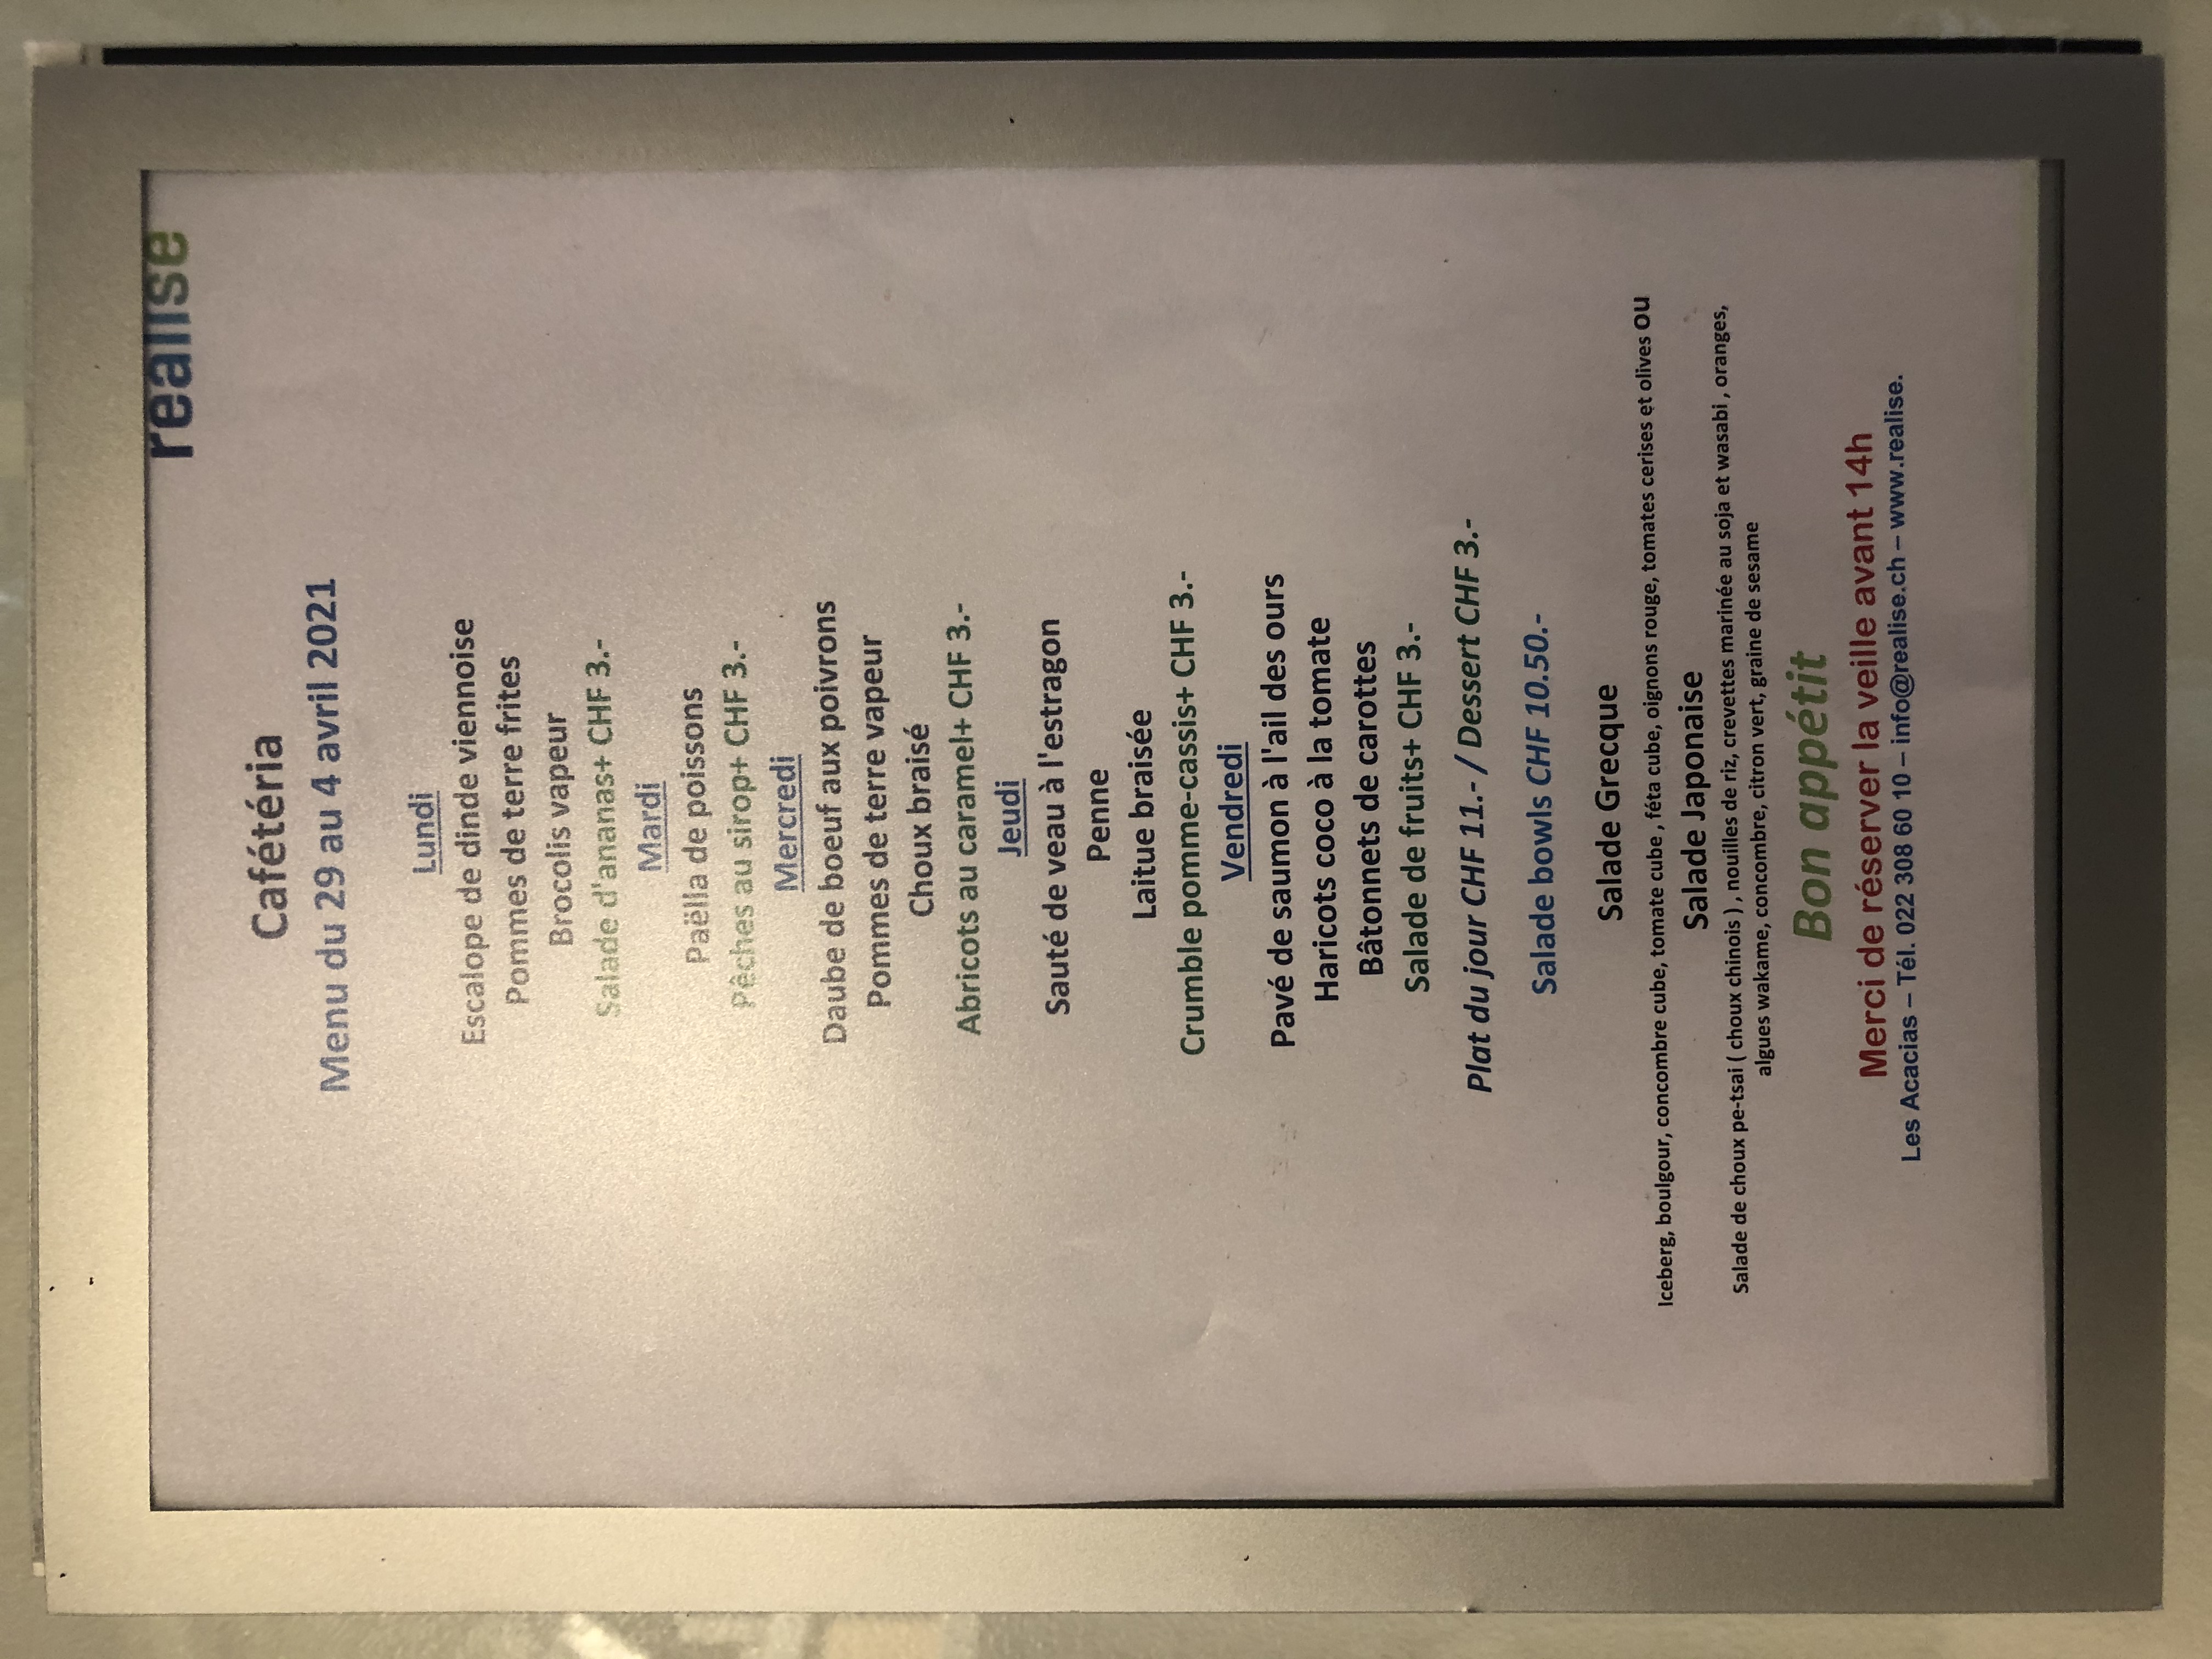 realise
Cafétéria
Menu du 29 au 4 avril 2021
Lundi
Escalope de dinde viennoise
Pommes de terre frites
Brocolis vapeur
Salade d'ananas+ CHF 3.-
Mardi
Paëlla de poissons
Pêches au sirop+ CHF 3.-
Mercredi
Daube de boeuf aux poivrons
Pommes de terre vapeur
Choux braisé
Abricots au caramel+ CHF 3.-
Jeudi
Sauté de veau à l'estragon
Penne
Laitue braisée
Crumble pomme-cassis+ CHF 3.-
Vendredi
Pavé de saumon à l'ail des ours
Haricots coco à la tomate
Bâtonnets de carottes
Salade de fruits+ CHF 3.-
Plat du jour CHF 11.- / Dessert CHF 3.-
Salade bowls CHF 10.50.-
Salade Grecque
Iceberg, boulgour, concombre cube, tomate cube , féta cube, oignons rouge, tomates cerises et olives ou
Salade Japonaise
Salade de choux pe-tsai ( choux chinois ) , nouilles de riz, crevettes marinée au soja et wasabi , oranges,
algues wakame, concombre, citron vert, graine de sesame
Bon appétit
Merci de réserver la veille avant 14h
Les Acacias – Tél. 022 308 60 10 – info@realise.ch – www.realise.